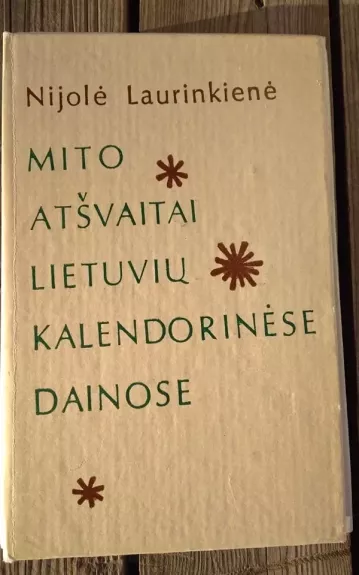 Nijolė Laurinkienė
MITO
ATŠVAITAI
LIETUVIŲ
KALENDORINĖSE
DAINOSE